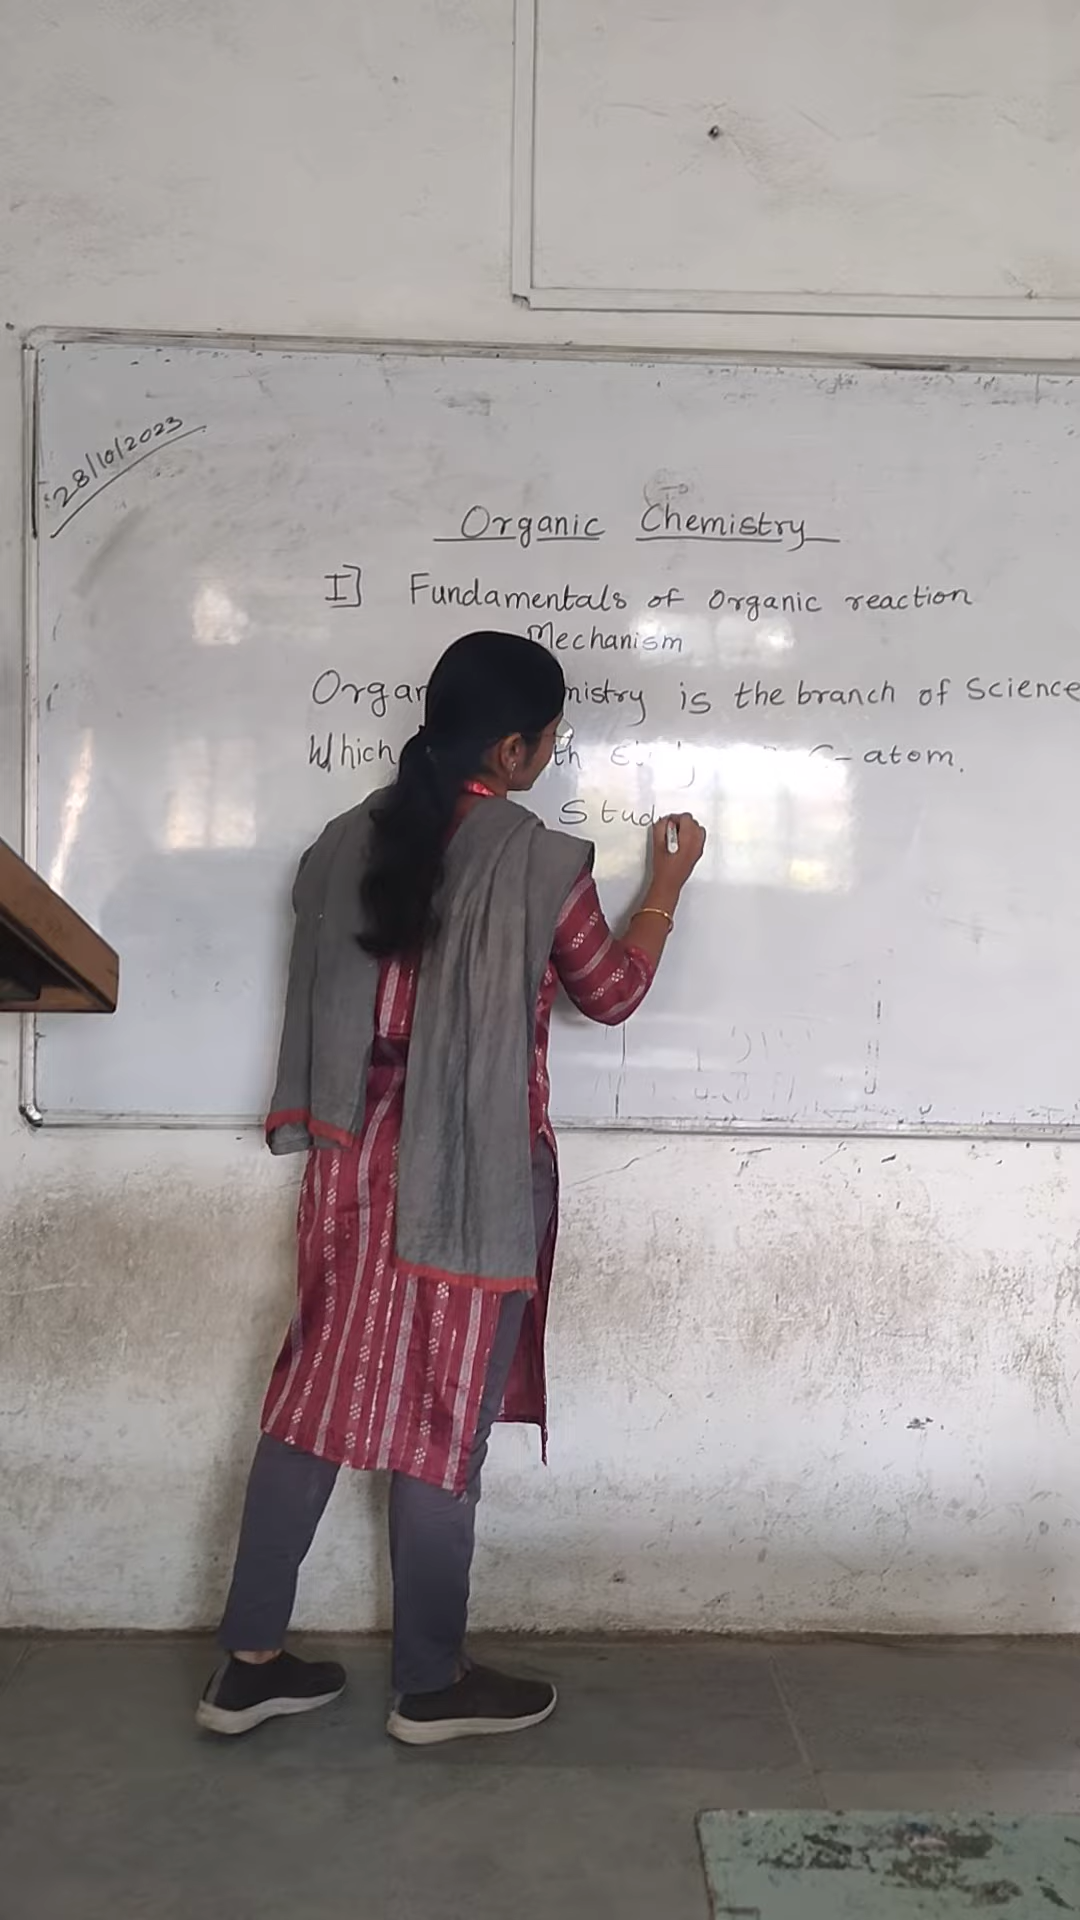 28/10/2023
Organic Chemistry
I] Fundamentals of organic reaction
Mechanism
Organ mistry is the branch of Science
Which th C-atom.
Stud